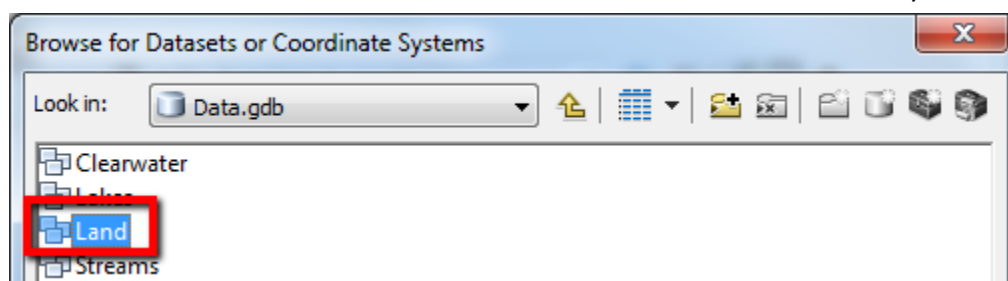 Browse for Datasets or Coordinate Systems
Look in: Data.gdb
Clearwater
Lakes
Land
Streams